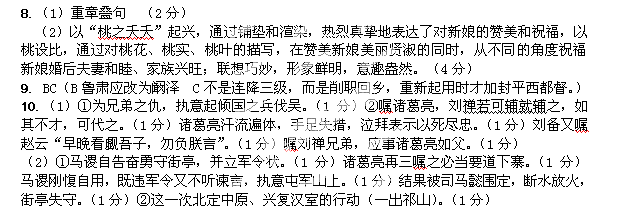 8.（1）重章叠句 （2分）
（2）以“桃之夭夭”起兴，通过铺垫和渲染，热烈真挚地表达了对新娘的赞美和祝福，以
桃设比，通过对桃花、桃实、桃叶的描写，在赞美新娘美丽贤淑的同时，从不同的角度祝福
新娘婚后夫妻和睦、家族兴旺；联想巧妙，形象鲜明，意趣盎然。（4分）
9. BC（B鲁肃应改为阚泽 C不是连降三级，而是削职回乡，重新起用时才加封平西都督。）
10.（1）①为兄弟之仇，执意起倾国之兵伐吴。（1分）②嘱诸葛亮，刘禅若可辅就辅之，如
其不才，可代之。（1分）诸葛亮汗流遍体，手足失措，泣拜表示以死尽忠。（1分）刘备又嘱
赵云“早晚看觑吾子，勿负朕言”。（1分）嘱刘禅兄弟，应事诸葛亮如父。（1分）
（2）①马谡自告奋勇守街亭，并立军令状。（1分）诸葛亮再三嘱之必当要道下寨。（1分）
马谡刚愎自用，既违军令又不听谏言，执意屯军山上。（1分）结果被司马懿围定，断水放火，
街亭失守。（1分）②这一次北定中原、兴复汉室的行动（一出祁山）。（1分）